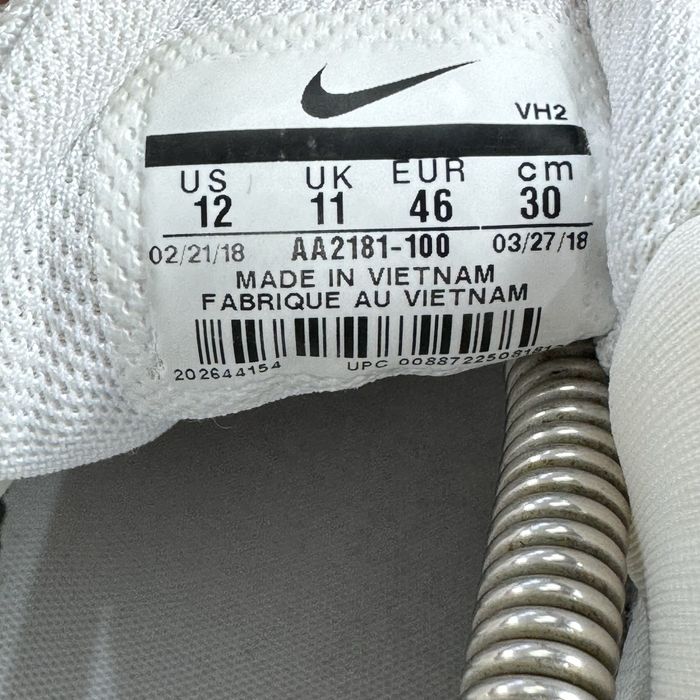 VH2
US UK EUR cm
12 11 46 30
02/21/18 AA2181-100 03/27/18
MADE IN VIETNAM
FABRIQUE AU VIETNAM
202644154 UPC